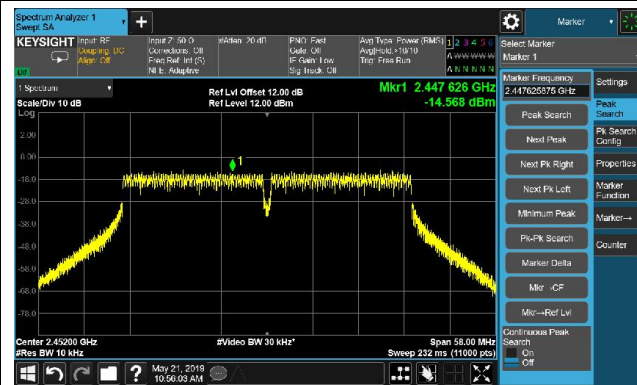 Spectrum Analyzer 1
Swept SA
Marker
KEYSIGHT Input: RF Input Z: 50 Ω #Atten: 20 dB PNO: Fast Avg Type: Power (RMS) 1 2 3 4 5 6
Coupling: DC Corrections: Off Gate: Off Avg|Hold:>10/10 A W W W W W
Align: Off Freq Ref: Int (S) IF Gain: Low Trig: Free Run
NFE: Adaptive Sig Track: Off A N N N N N
Select Marker
Marker 1
1 Spectrum
Scale/Div 10 dB
Ref Lvl Offset 12.00 dB
Ref Level 12.00 dBm
Mkr1 2.447 626 GHz
-14.568 dBm
Log
2.00
-8.00
-18.0
-28.0
-38.0
-48.0
-58.0
-68.0
-78.0
1
Center 2.45200 GHz
#Res BW 10 kHz
#Video BW 30 kHz*
Span 58.00 MHz
Sweep 232 ms (11000 pts)
Marker Frequency
2.447625875 GHz
Peak Search
Next Peak
Next Pk Right
Next Pk Left
Minimum Peak
Pk-Pk Search
Marker Delta
Mkr→CF
Mkr→Ref Lvl
Continuous Peak
Search
On
Off
Settings
Peak
Search
Pk Search
Config
Properties
Marker
Function
Marker→
Counter
May 21, 2019
10:56:03 AM